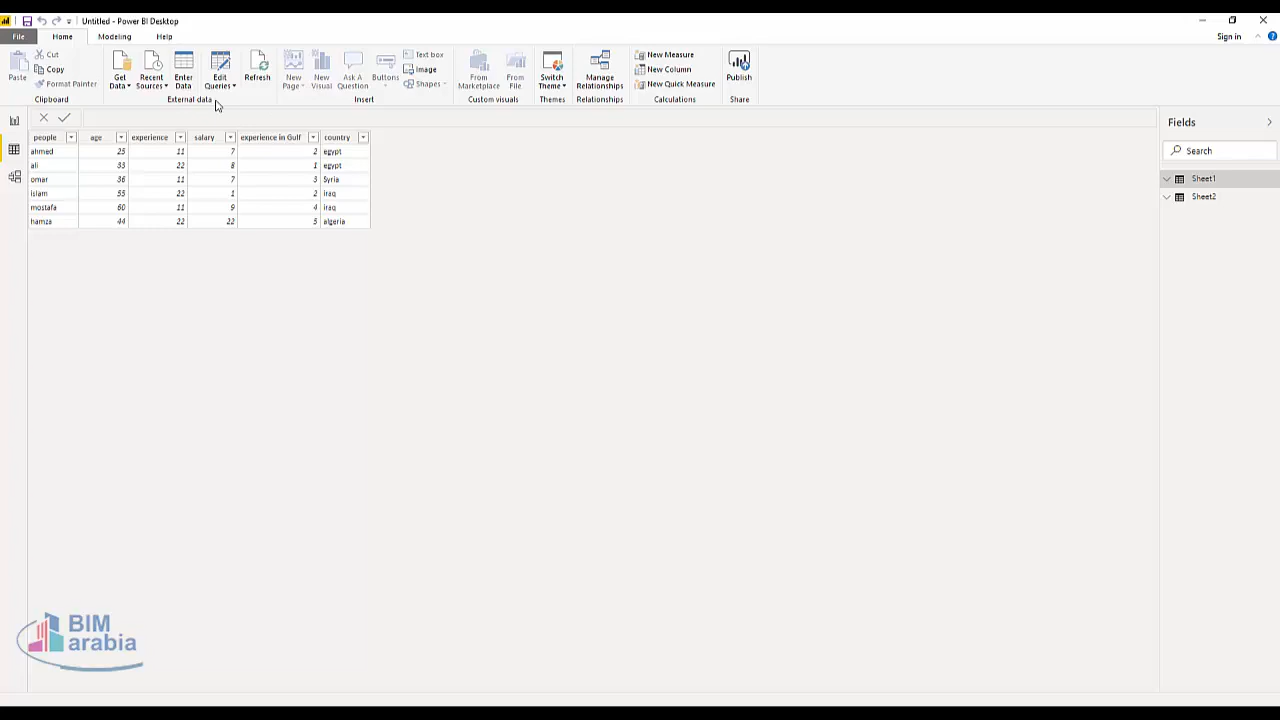 Untitled - Power BI Desktop
File Home Modeling Help Sign in
Paste Cut Copy Format Painter Clipboard
Get Data Recent Sources Enter Data Edit Queries Refresh External data
New Page New Visual Ask A Question Buttons Text box Image Shapes Insert
From Marketplace From File Custom visuals
Switch Theme Themes
Manage Relationships Relationships
New Measure New Column New Quick Measure Calculations
Publish Share
people age experience salary experience in Gulf country
ahmed 25 11 7 2 egypt
ali 33 22 8 1 egypt
omar 36 11 7 3 Syria
islam 55 22 1 2 iraq
mostafa 60 11 9 4 iraq
hamza 44 22 22 5 algeria
Fields
Search
Sheet1
Sheet2
BIM
arabia